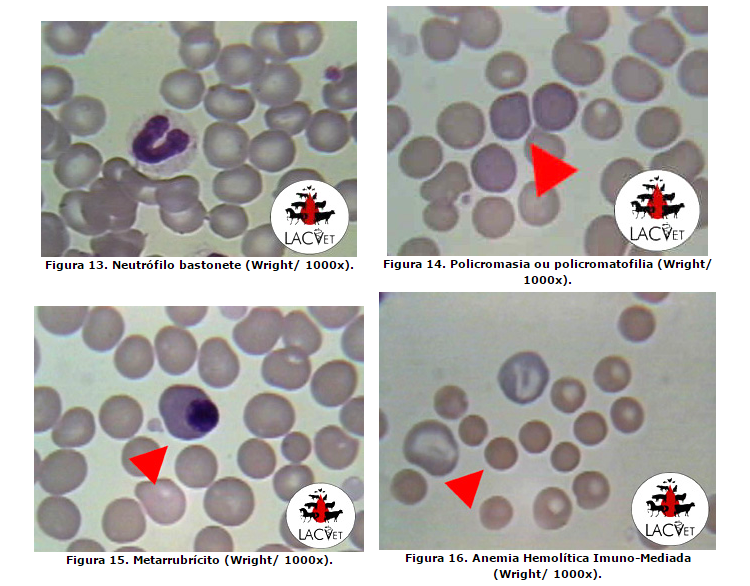 LACVET
LACVET
Figura 13. Neutrófilo bastonete (Wright/ 1000x).
Figura 14. Policromasia ou policromatofilia (Wright/
1000x).
LACVET
LACVET
Figura 15. Metarrubrícito (Wright/ 1000x).
Figura 16. Anemia Hemolítica Imuno-Mediada
(Wright/ 1000x).